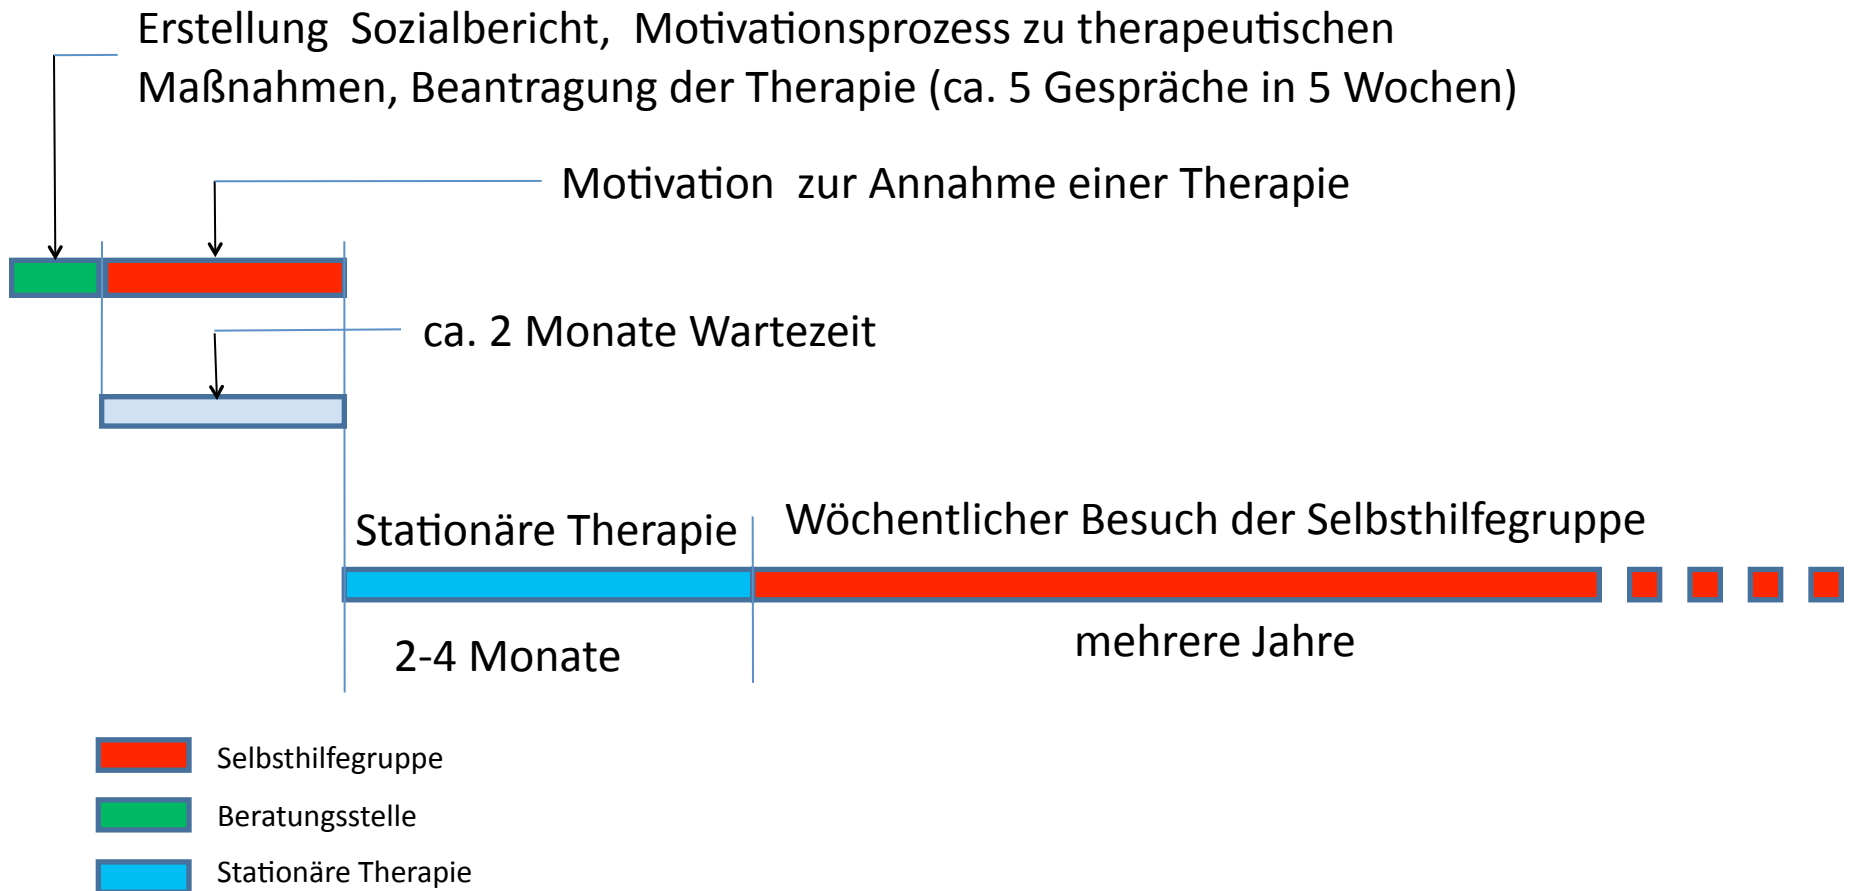 Erstellung Sozialbericht, Motivationsprozess zu therapeutischen
Maßnahmen, Beantragung der Therapie (ca. 5 Gespräche in 5 Wochen)
Motivation zur Annahme einer Therapie
ca. 2 Monate Wartezeit
Stationäre Therapie
Wöchentlicher Besuch der Selbsthilfegruppe
2-4 Monate
mehrere Jahre
Selbsthilfegruppe
Beratungsstelle
Stationäre Therapie